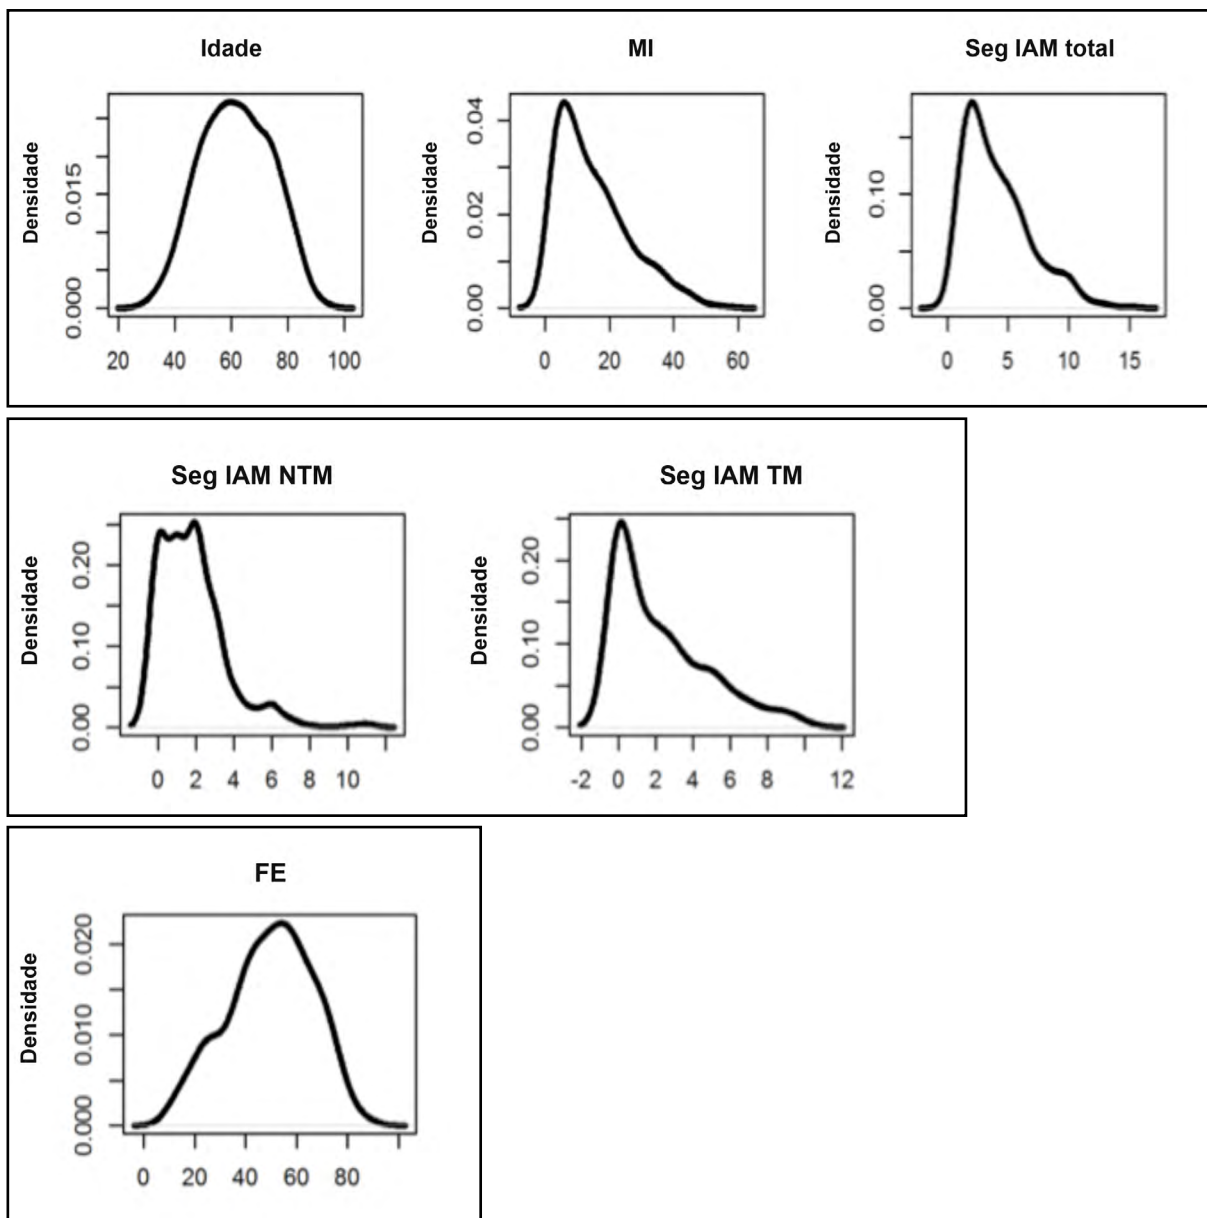 Idade
MI
Seg IAM total
Densidade
0.000
0.015
20 40 60 80 100
Densidade
0.00
0.02
0.04
0 20 40 60
Densidade
0.00
0.10
0 5 10 15
Seg IAM NTM
Seg IAM TM
Densidade
0.00
0.10
0.20
0 2 4 6 8 10
Densidade
0.00
0.10
0.20
-2 0 2 4 6 8 12
FE
Densidade
0.000
0.010
0.020
0 20 40 60 80